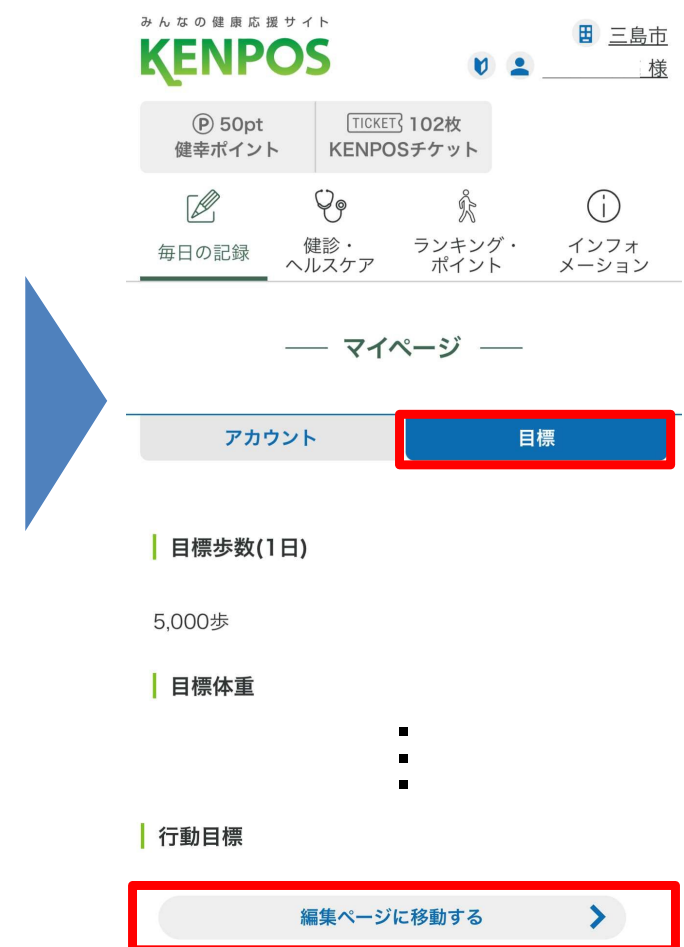 みんなの健康応援サイト
KENPOS
三島市
様
Ⓟ 50pt
健幸ポイント
TICKET 102枚
KENPOSチケット
毎日の記録
健診・
ヘルスケア
ランキング・
ポイント
インフォ
メーション
マイページ
アカウント
目標
目標歩数(1日)
5,000歩
目標体重
行動目標
編集ページに移動する